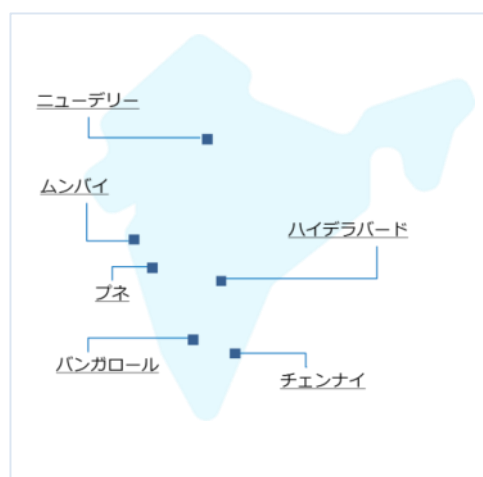 ニューデリー
ムンバイ
ハイデラバード
プネ
バンガロール
チェンナイ